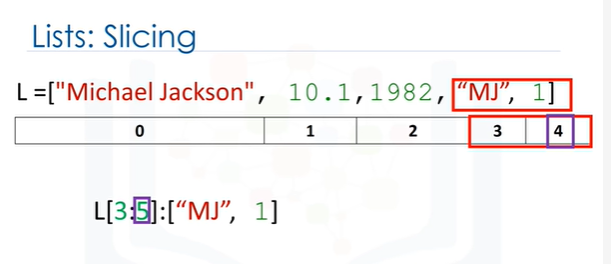 Lists: Slicing
L =["Michael Jackson", 10.1,1982,“MJ”, 1]
0 1 2 3 4
L[3:5]:[“MJ”, 1]